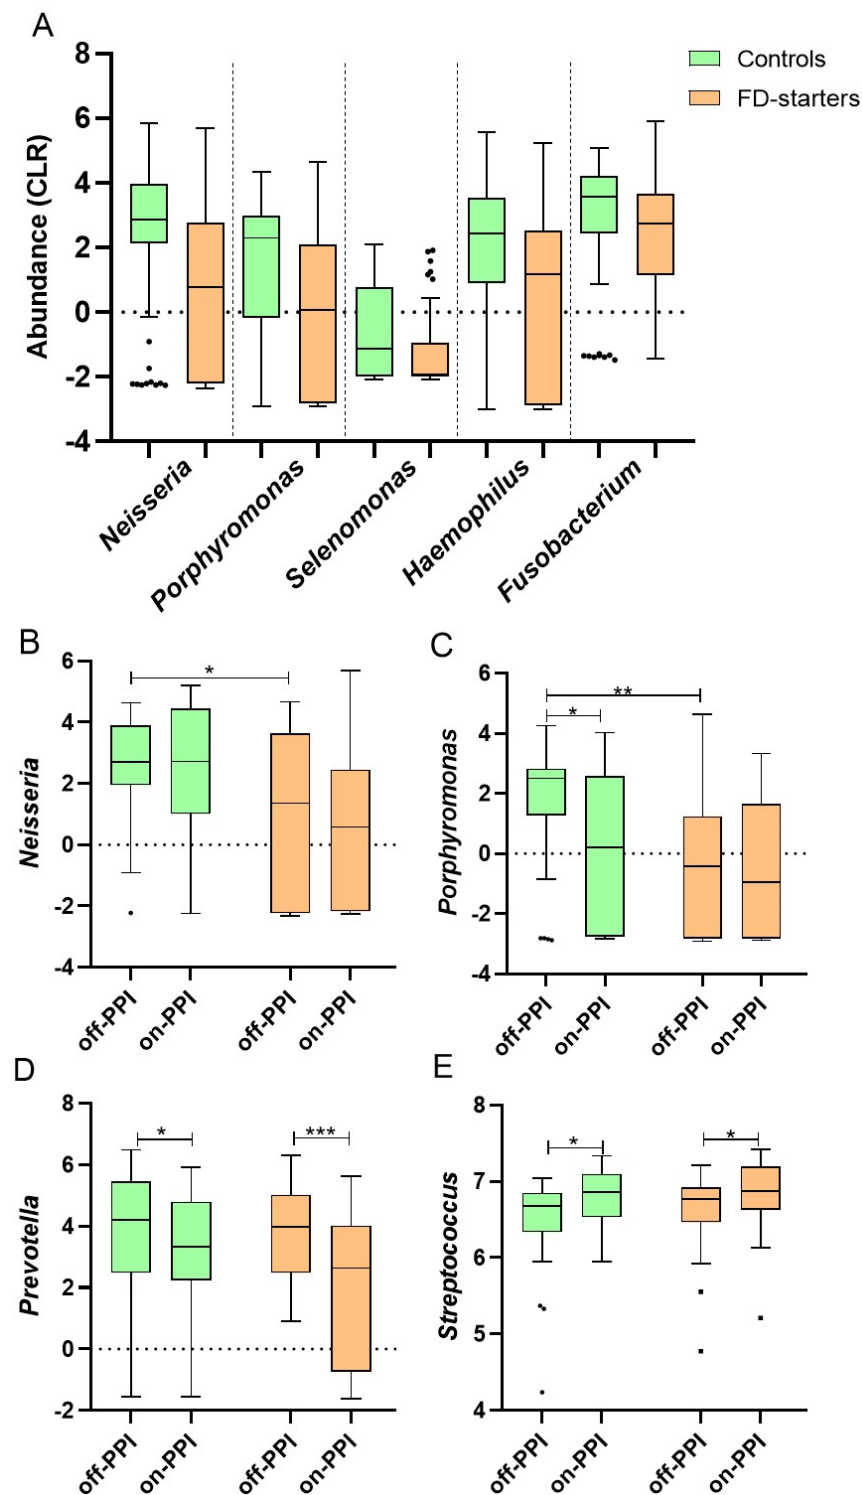 A
Controls
FD-starters
Abundance (CLR)
8
6
4
2
0
-2
-4
Neisseria
Porphyromonas
Selenomonas
Haemophilus
Fusobacterium
B
Neisseria
6
4
2
0
-2
-4
*
off-PPI
on-PPI
off-PPI
on-PPI
C
Porphyromonas
6
4
2
0
-2
-4
**
*
off-PPI
on-PPI
off-PPI
on-PPI
D
Prevotella
8
6
4
2
0
-2
*
***
off-PPI
on-PPI
off-PPI
on-PPI
E
Streptococcus
8
7
6
5
4
*
*
off-PPI
on-PPI
off-PPI
on-PPI